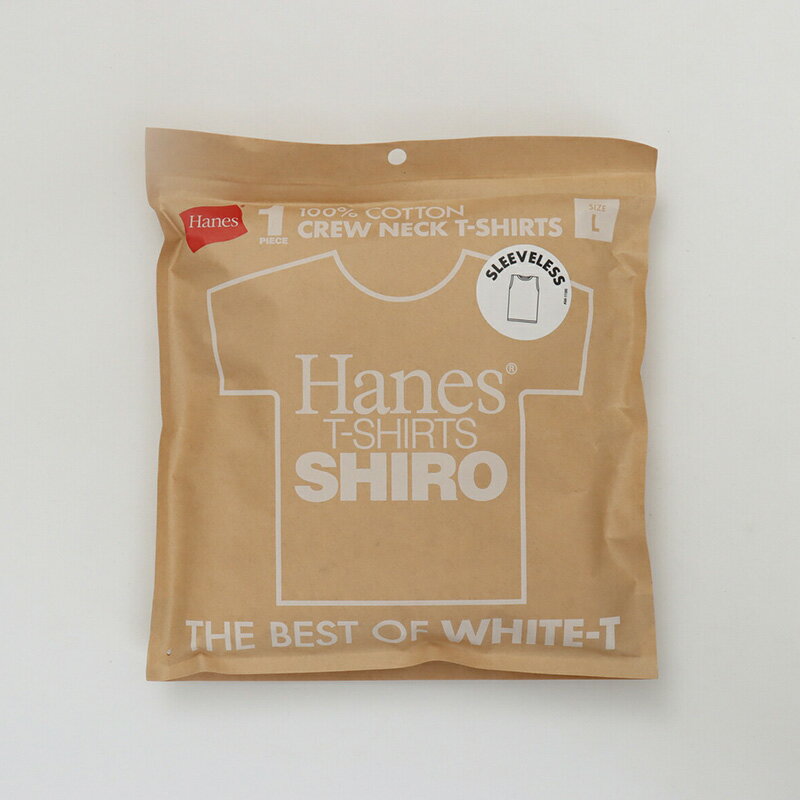 Hanes
1
PIECE
100% COTTON
CREW NECK T-SHIRTS
SIZE
L
SLEEVELESS
Hanes®
T-SHIRTS
SHIRO
THE BEST OF WHITE-T